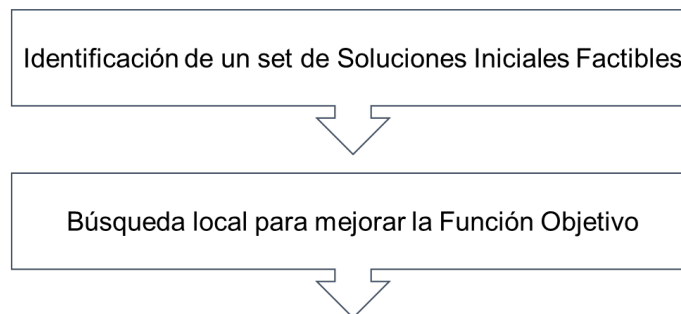 Identificación de un set de Soluciones Iniciales Factibles
Búsqueda local para mejorar la Función Objetivo